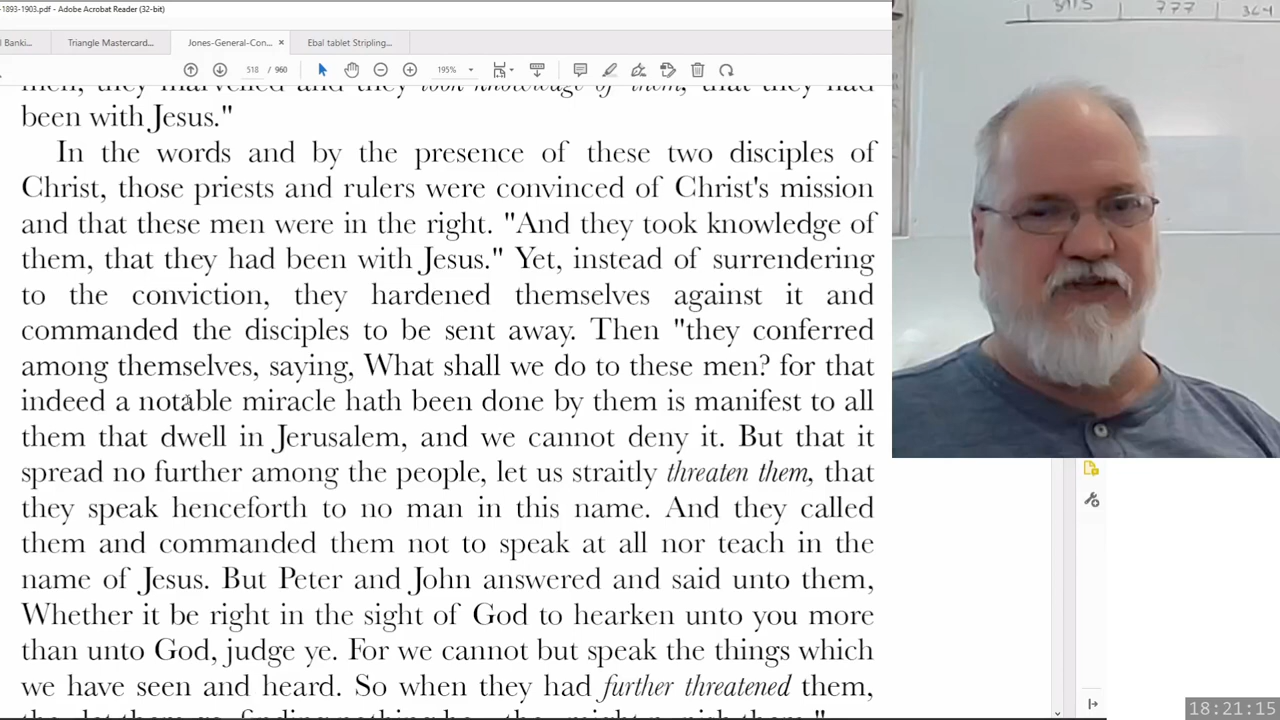 -1893-1903.pdf - Adobe Acrobat Reader (32-bit)
l Banki... Triangle Mastercard... Jones-General-Con... × Ebal tablet Stripling...
518 / 960 195%
been with Jesus."
In the words and by the presence of these two disciples of
Christ, those priests and rulers were convinced of Christ's mission
and that these men were in the right. "And they took knowledge of
them, that they had been with Jesus." Yet, instead of surrendering
to the conviction, they hardened themselves against it and
commanded the disciples to be sent away. Then "they conferred
among themselves, saying, What shall we do to these men? for that
indeed a notable miracle hath been done by them is manifest to all
them that dwell in Jerusalem, and we cannot deny it. But that it
spread no further among the people, let us straitly threaten them, that
they speak henceforth to no man in this name. And they called
them and commanded them not to speak at all nor teach in the
name of Jesus. But Peter and John answered and said unto them,
Whether it be right in the sight of God to hearken unto you more
than unto God, judge ye. For we cannot but speak the things which
we have seen and heard. So when they had further threatened them,
777 364
18:21:15